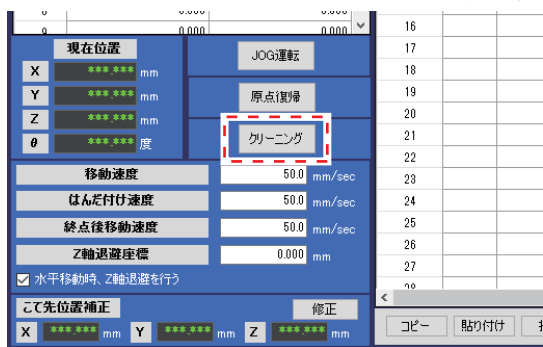 9 0.000 0.000
現在位置
X ***.*** mm
Y ***.*** mm
Z ***.*** mm
θ ***.***度
JOG運転
原点復帰
クリーニング
移動速度 50.0 mm/sec
はんだ付け速度 50.0 mm/sec
終点後移動速度 50.0 mm/sec
Z軸退避座標 0.000 mm
水平移動時、Z軸退避を行う
こて先位置補正 修正
X ***.*** mm Y ***.*** mm Z ***.*** mm
16
17
18
19
20
21
22
23
24
25
26
27
コピー 貼り付け